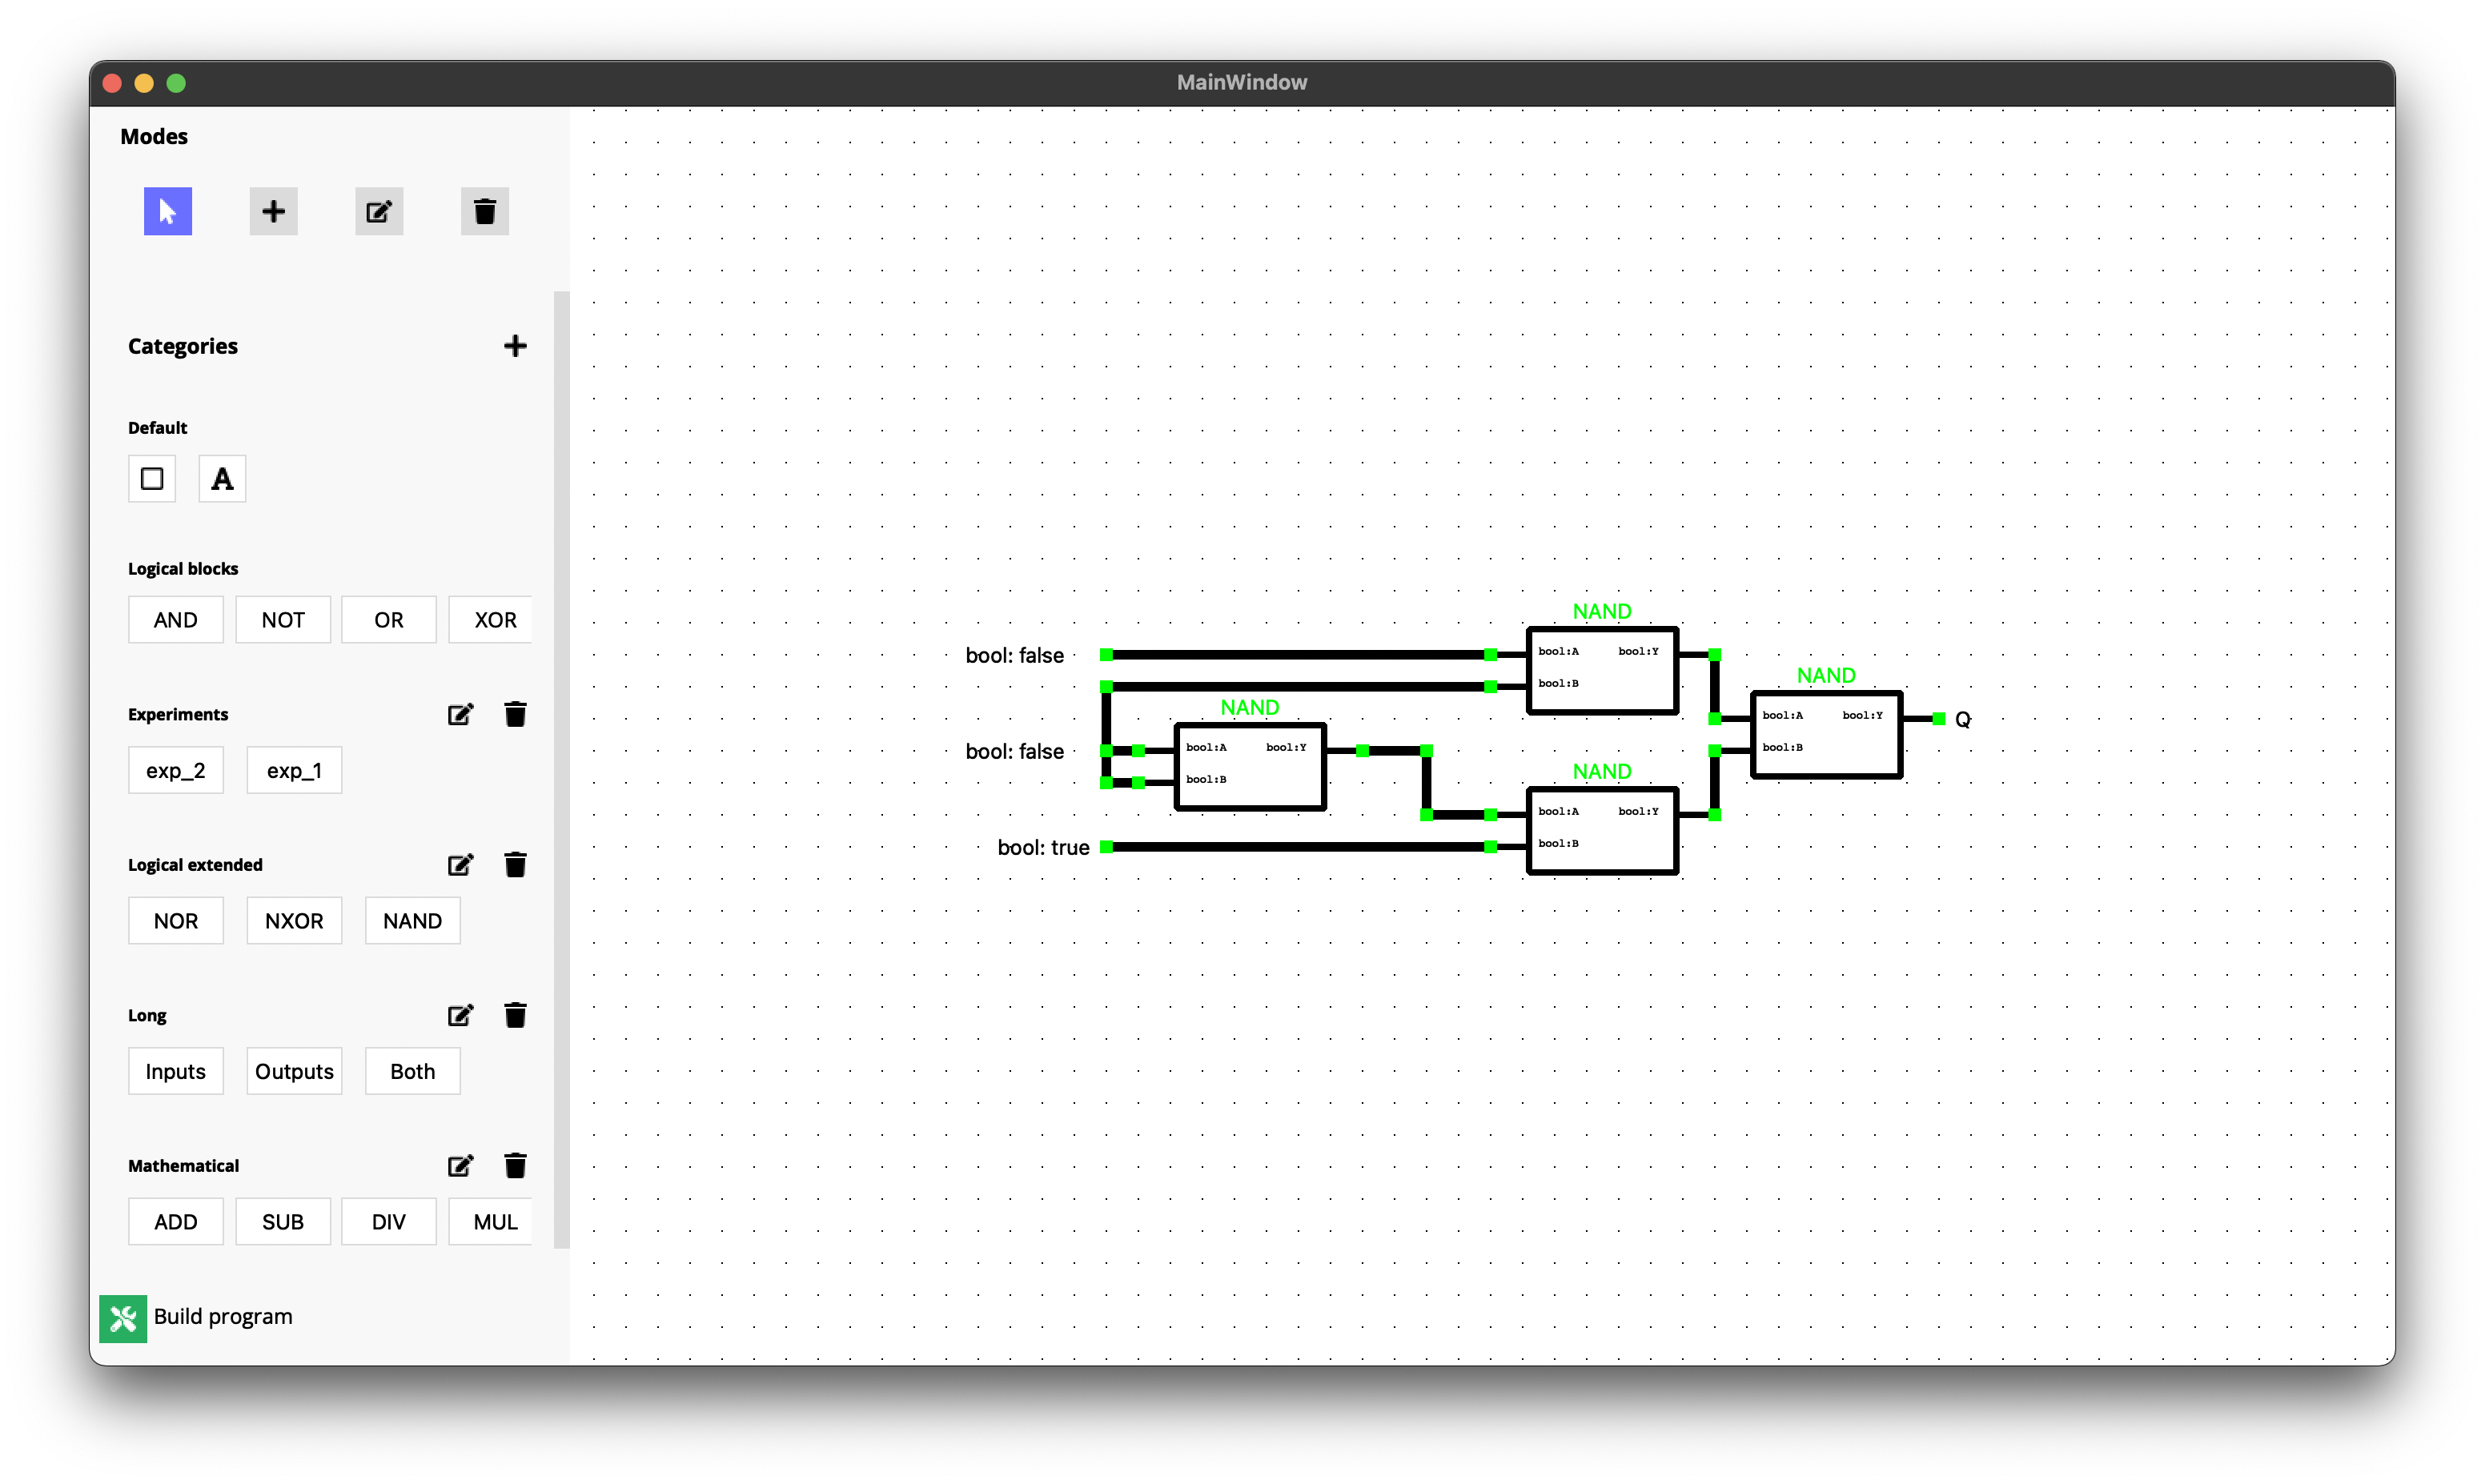 MainWindow
Modes
Categories
Default
A
Logical blocks
AND NOT OR XOR
Experiments
exp_2 exp_1
Logical extended
NOR NXOR NAND
Long
Inputs Outputs Both
Mathematical
ADD SUB DIV MUL
Build program
NAND
bool: false
bool:A bool:Y
bool:B
NAND
bool:A bool:Y
bool:B
Q
NAND
bool: false
bool:A bool:Y
bool:B
NAND
bool:A bool:Y
bool:B
bool: true